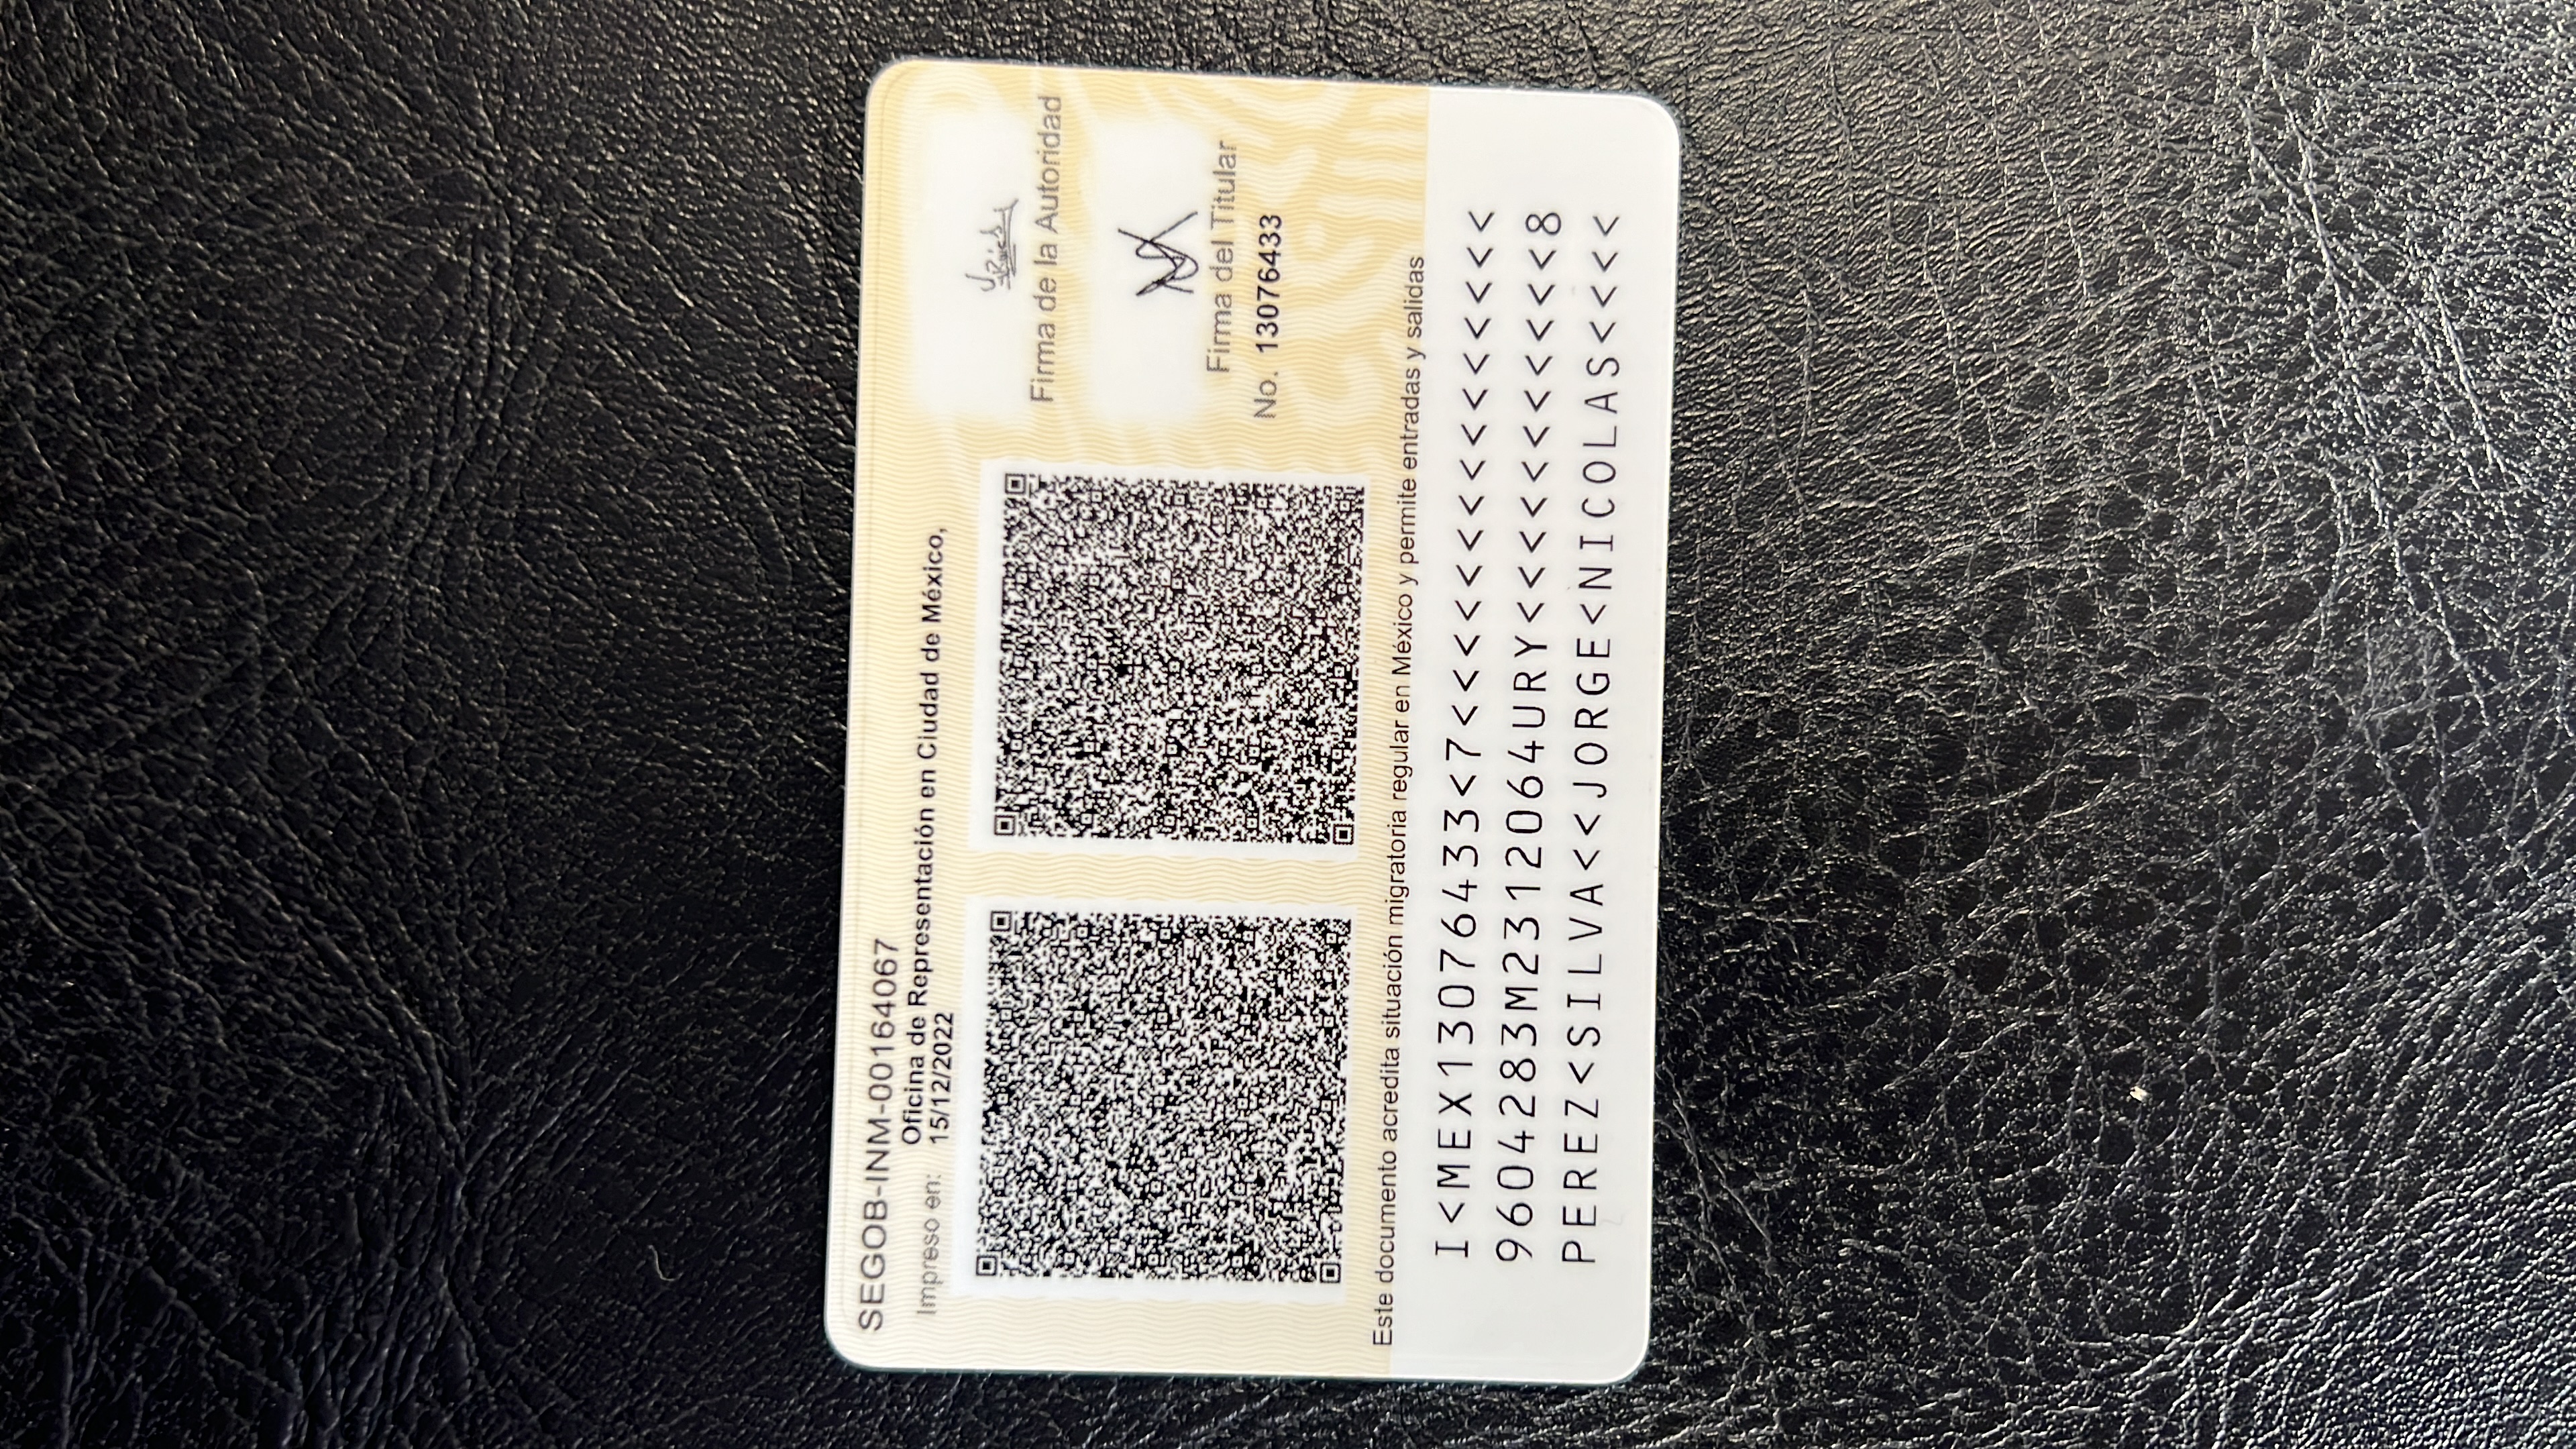 SEGOB-INM-001640​67
Oficina de Representación en Ciudad de México,
Impreso en: 15/12/2022
Firma de la Autoridad
Firma del Titular
No. 13076433
Este documento acredita situación migratoria regular en México y permite entradas y salidas
I<MEX13076433<7<<<<<<<<<<<<<<<
9604283M2312064URY<<<<<<<<<<<8
PEREZ<SILVA<<JORGE<NICOLAS<<<<